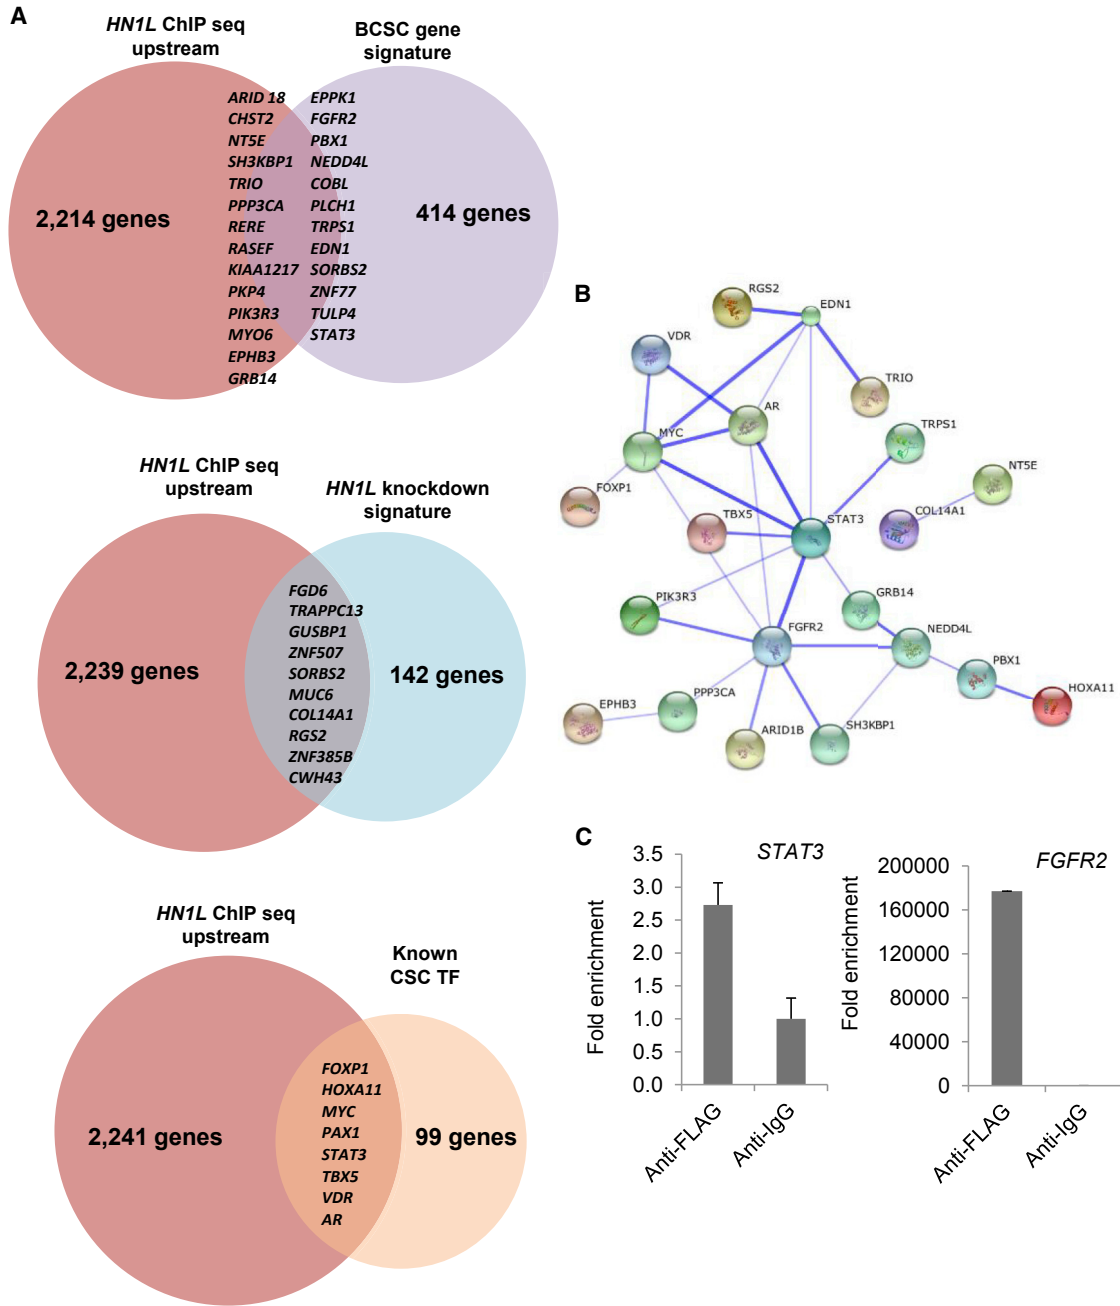 A
HN1L ChIP seq
upstream
BCSC gene
signature
ARID 18 EPPK1
CHST2 FGFR2
NT5E PBX1
SH3KBP1 NEDD4L
TRIO COBL
PPP3CA PLCH1
RERE TRPS1
RASEF EDN1
KIAA1217 SORBS2
PKP4 ZNF77
PIK3R3 TULP4
MYO6 STAT3
EPHB3
GRB14
2,214 genes
414 genes
HN1L ChIP seq
upstream
HN1L knockdown
signature
FGD6
TRAPPC13
GUSBP1
ZNF507
SORBS2
MUC6
COL14A1
RGS2
ZNF385B
CWH43
2,239 genes
142 genes
HN1L ChIP seq
upstream
Known
CSC TF
FOXP1
HOXA11
MYC
PAX1
STAT3
TBX5
VDR
AR
2,241 genes
99 genes
B
RGS2
EDN1
VDR
TRIO
AR
MYC
TRPS1
NT5E
FOXP1
TBX5
STAT3
COL14A1
PIK3R3
GRB14
FGFR2
NEDD4L
PBX1
HOXA11
EPHB3
PPP3CA
ARID1B
SH3KBP1
C
STAT3
Fold enrichment
3.5
3.0
2.5
2.0
1.5
1.0
0.5
0.0
Anti-FLAG
Anti-IgG
FGFR2
Fold enrichment
200000
160000
120000
80000
40000
0
Anti-FLAG
Anti-IgG